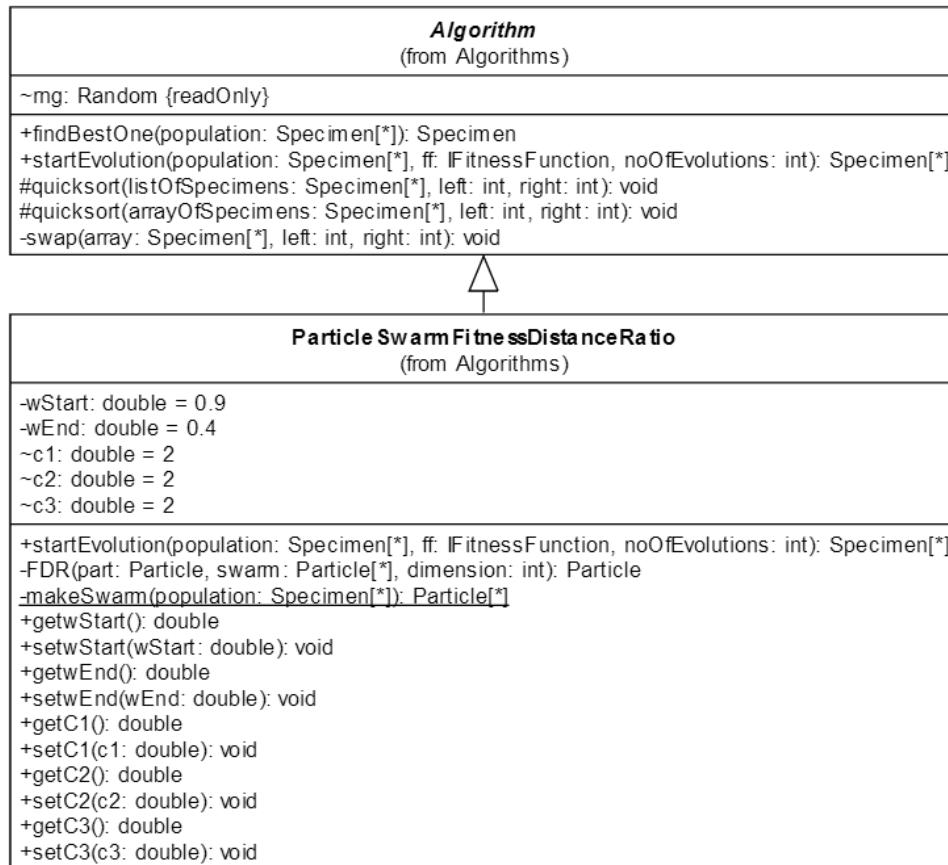 Algorithm
(from Algorithms)
~rng: Random {readOnly}
+findBestOne(population: Specimen[*]): Specimen
+startEvolution(population: Specimen[*], ff: IFitnessFunction, noOfEvolutions: int): Specimen[*]
#quicksort(listOfSpecimens: Specimen[*], left: int, right: int): void
#quicksort(arrayOfSpecimens: Specimen[*], left: int, right: int): void
-swap(array: Specimen[*], left: int, right: int): void
ParticleSwarmFitnessDistanceRatio
(from Algorithms)
-wStart: double = 0.9
-wEnd: double = 0.4
~c1: double = 2
~c2: double = 2
~c3: double = 2
+startEvolution(population: Specimen[*], ff: IFitnessFunction, noOfEvolutions: int): Specimen[*]
-FDR(part: Particle, swarm: Particle[*], dimension: int): Particle
-makeSwarm(population: Specimen[*]): Particle[*]
+getwStart(): double
+setwStart(wStart: double): void
+getwEnd(): double
+setwEnd(wEnd: double): void
+getC1(): double
+setC1(c1: double): void
+getC2(): double
+setC2(c2: double): void
+getC3(): double
+setC3(c3: double): void